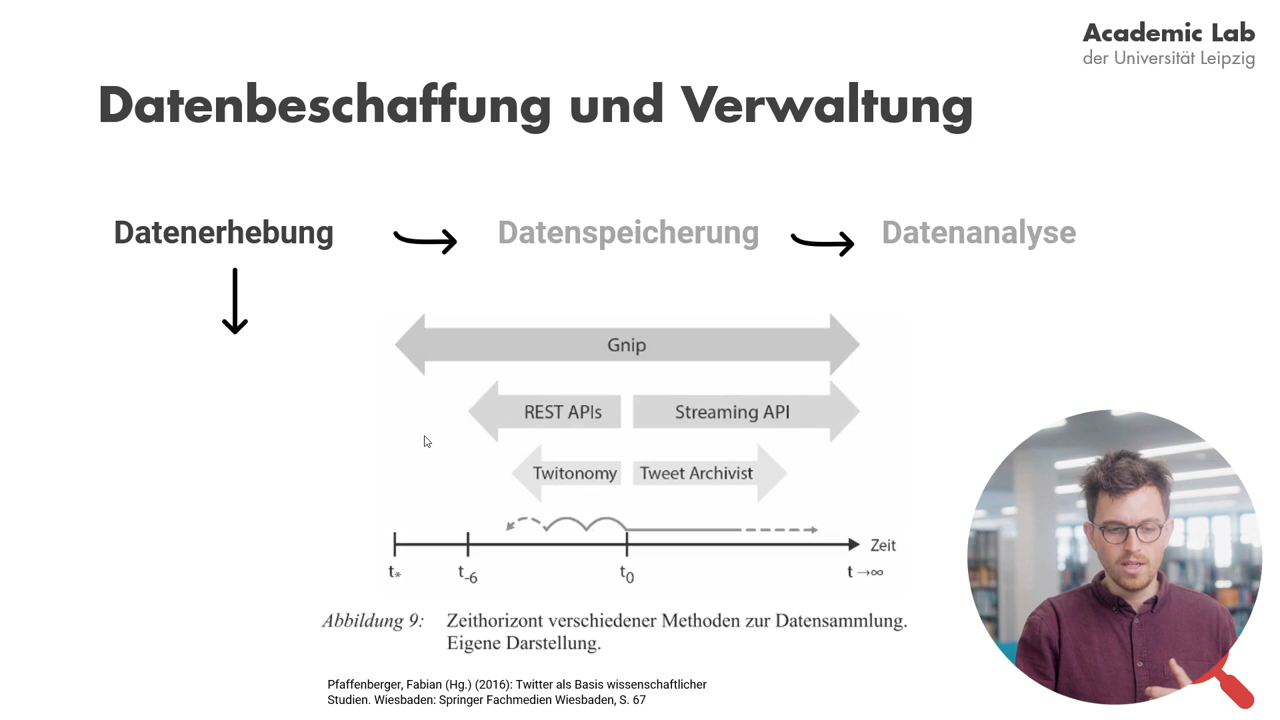 Academic Lab
der Universität Leipzig
Datenbeschaffung und Verwaltung
Datenerhebung
Datenspeicherung
Datenanalyse
Gnip
REST APIs
Streaming API
Twitonomy
Tweet Archivist
Zeit
t*
t-6
t0
t→∞
Abbildung 9: Zeithorizont verschiedener Methoden zur Datensammlung.
Eigene Darstellung.
Pfaffenberger, Fabian (Hg.) (2016): Twitter als Basis wissenschaftlicher
Studien. Wiesbaden: Springer Fachmedien Wiesbaden, S. 67